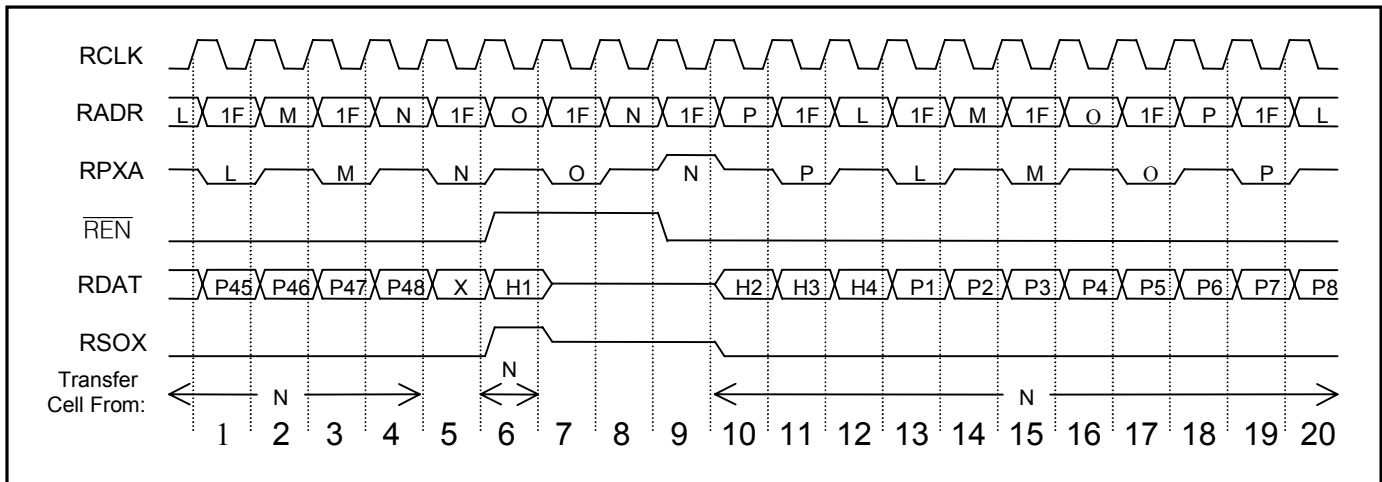 RCLK
RADR L 1F M 1F N 1F O 1F N 1F P 1F L 1F M 1F O 1F P 1F L
RPXA L M N O N P L M O P
REN
RDAT P45 P46 P47 P48 X H1 H2 H3 H4 P1 P2 P3 P4 P5 P6 P7 P8
RSOX
Transfer
Cell From: N N N
1 2 3 4 5 6 7 8 9 10 11 12 13 14 15 16 17 18 19 20